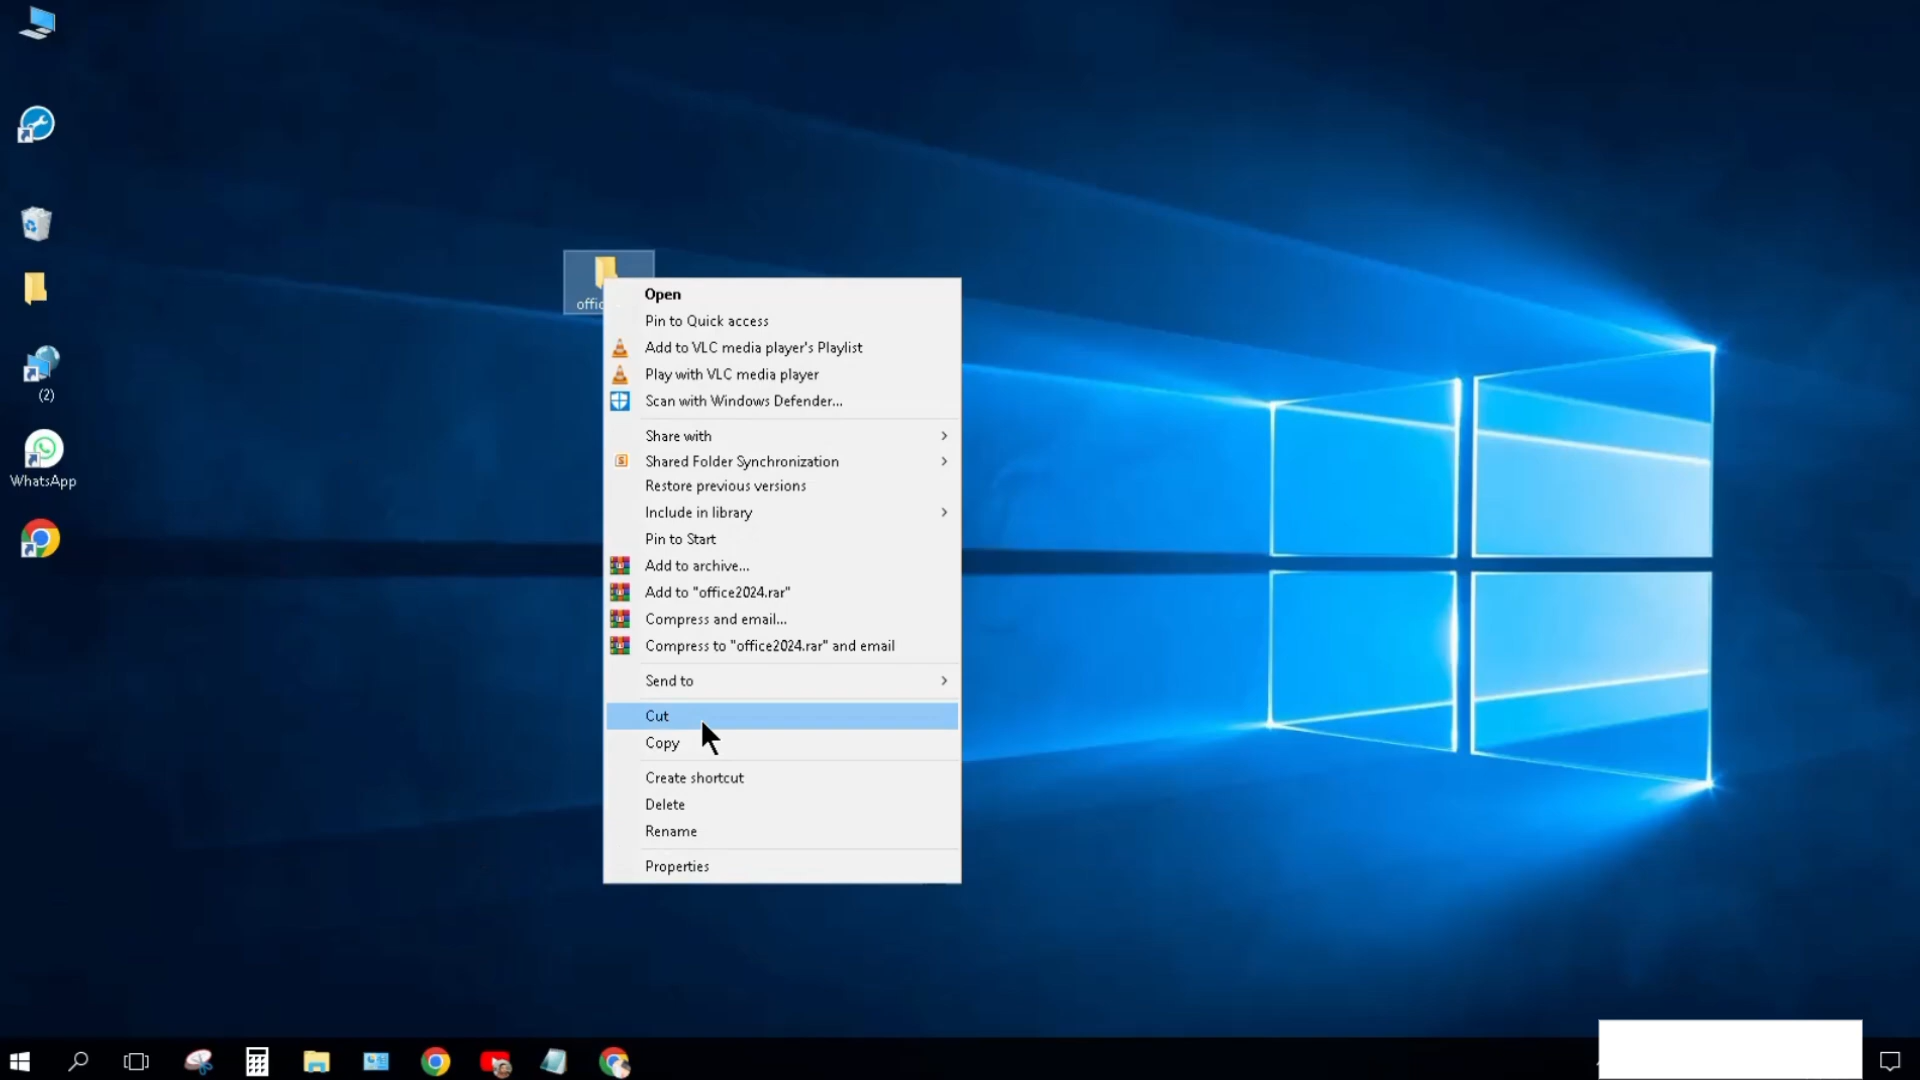 (2)
WhatsApp
Open
Pin to Quick access
Add to VLC media player's Playlist
Play with VLC media player
Scan with Windows Defender...
Share with
Shared Folder Synchronization
Restore previous versions
Include in library
Pin to Start
Add to archive...
Add to "office2024.rar"
Compress and email...
Compress to "office2024.rar" and email
Send to
Cut
Copy
Create shortcut
Delete
Rename
Properties